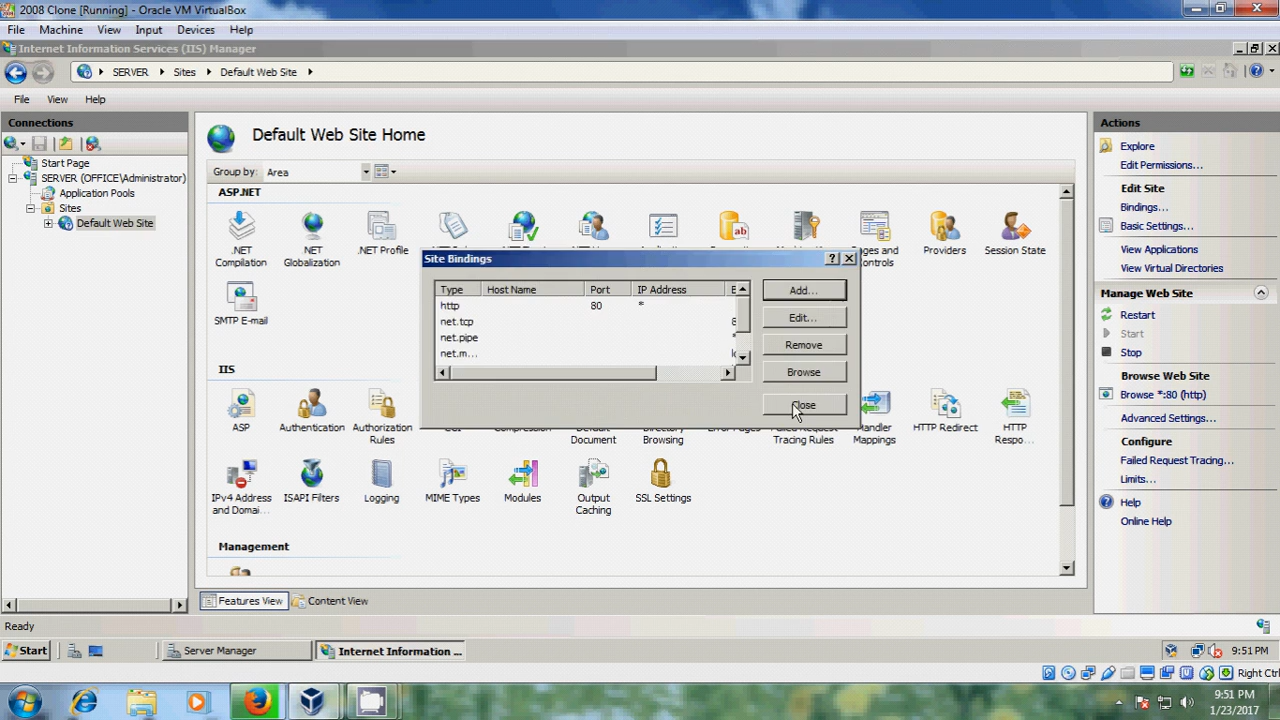 2008 Clone [Running] - Oracle VM VirtualBox
File Machine View Input Devices Help
Internet Information Services (IIS) Manager
SERVER Sites Default Web Site
File View Help
Connections
Start Page
SERVER (OFFICE\Administrator)
Application Pools
Sites
Default Web Site
Default Web Site Home
Group by: Area
ASP.NET
.NET Compilation
.NET Globalization
.NET Profile
Providers
Session State
SMTP E-mail
Site Bindings
Type Host Name Port IP Address
http 80 *
net.tcp
net.pipe
net.m...
Add...
Edit...
Remove
Browse
Close
IIS
ASP
Authentication
Authorization Rules
Default Document
Directory Browsing
Failed Request Tracing Rules
Handler Mappings
HTTP Redirect
HTTP Respo...
IPv4 Address and Domai...
ISAPI Filters
Logging
MIME Types
Modules
Output Caching
SSL Settings
Management
Features View Content View
Actions
Explore
Edit Permissions...
Edit Site
Bindings...
Basic Settings...
View Applications
View Virtual Directories
Manage Web Site
Restart
Start
Stop
Browse Web Site
Browse *:80 (http)
Advanced Settings...
Configure
Failed Request Tracing...
Limits...
Help
Online Help
Ready
Start Server Manager Internet Information ... 9:51 PM
Right Ctrl
9:51 PM
1/23/2017